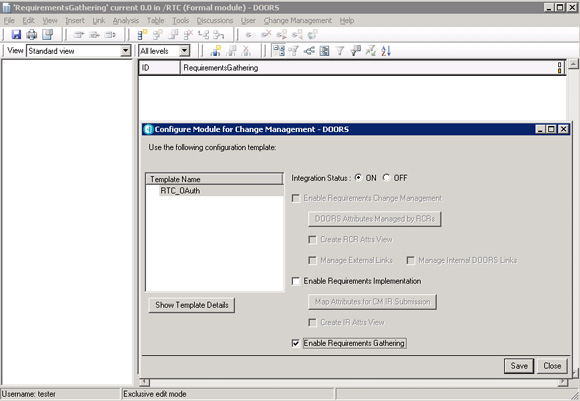 'RequirementsGathering' current 0.0 in /RTC (Formal module) - DOORS
File Edit View Insert Link Analysis Table Tools Discussions User Change Management Help
View Standard view All levels
ID RequirementsGathering
Configure Module for Change Management - DOORS
Use the following configuration template:
Template Name
RTC_OAuth
Show Template Details
Integration Status : ON OFF
Enable Requirements Change Management
DOORS Attributes Managed by RCRs
Create RCR Attrs View
Manage External Links Manage Internal DOORS Links
Enable Requirements Implementation
Map Attributes for CM IR Submission
Create IR Attrs View
Enable Requirements Gathering
Save Close
Username: tester Exclusive edit mode